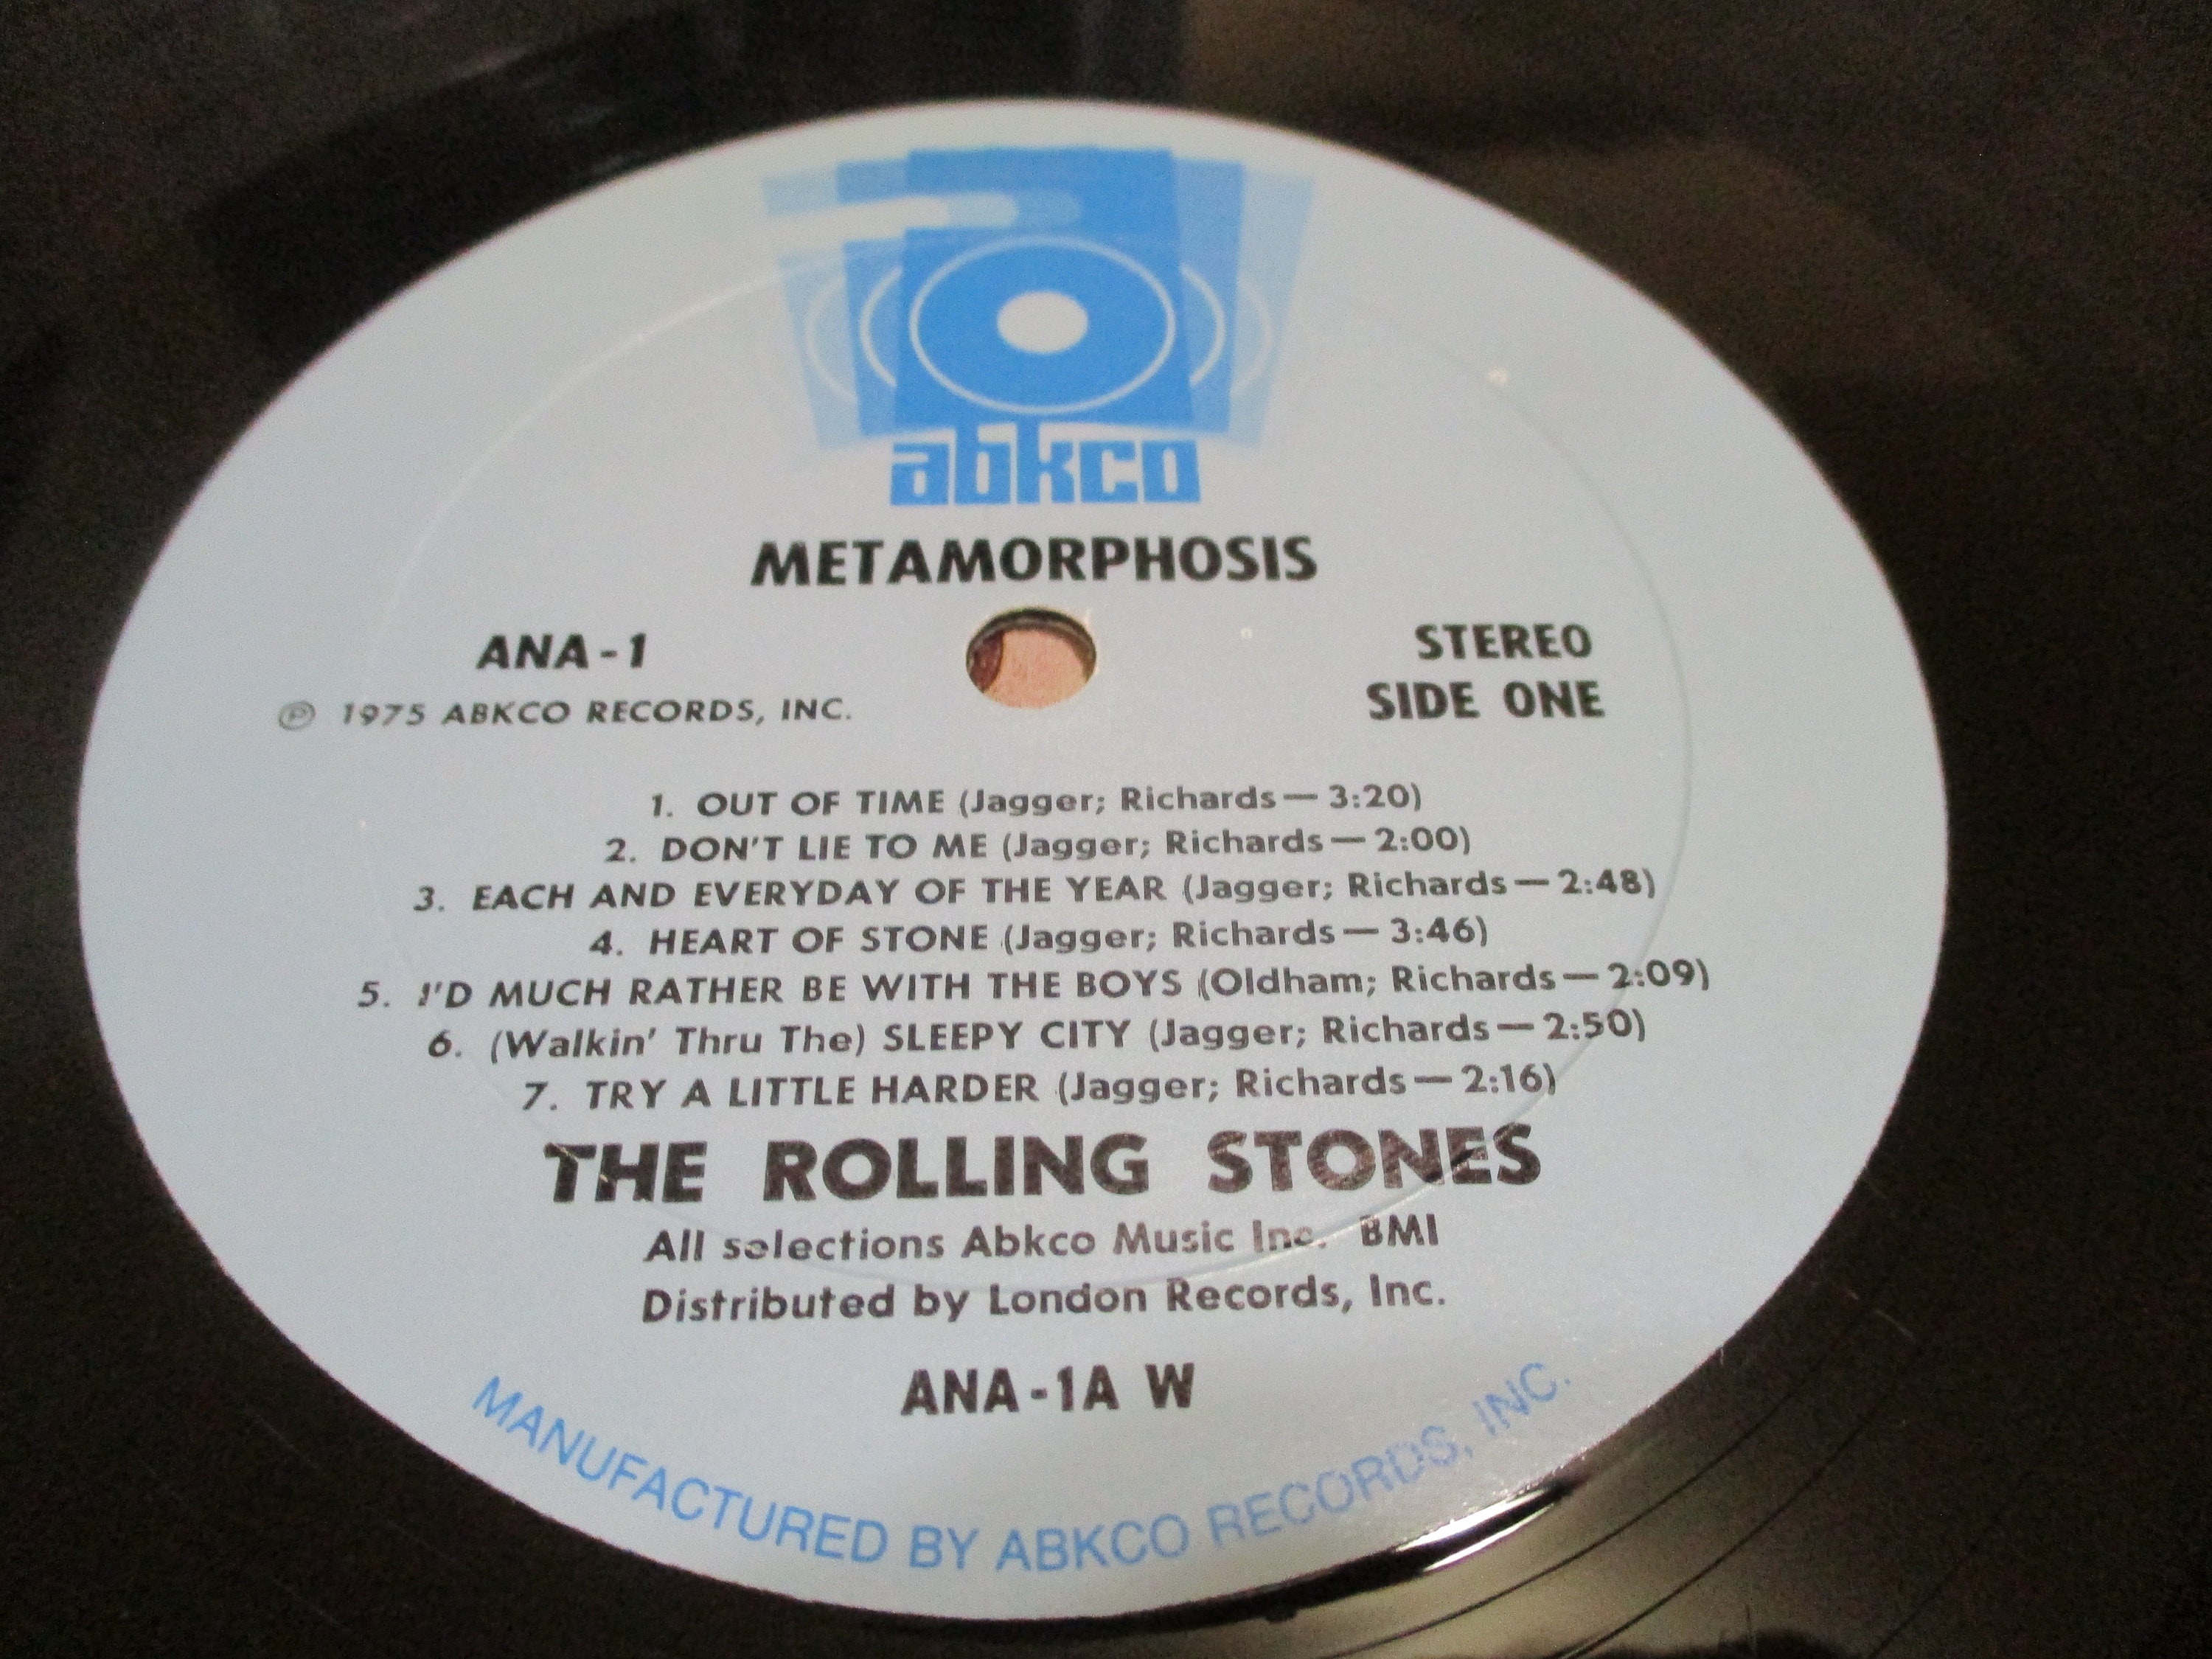 abkco
METAMORPHOSIS
ANA-1
STEREO
℗ 1975 ABKCO RECORDS, INC.
SIDE ONE
1. OUT OF TIME (Jagger; Richards — 3:20)
2. DON'T LIE TO ME (Jagger; Richards — 2:00)
3. EACH AND EVERYDAY OF THE YEAR (Jagger; Richards — 2:48)
4. HEART OF STONE (Jagger; Richards — 3:46)
5. I'D MUCH RATHER BE WITH THE BOYS (Oldham; Richards — 2:09)
6. (Walkin' Thru The) SLEEPY CITY (Jagger; Richards — 2:50)
7. TRY A LITTLE HARDER (Jagger; Richards — 2:16)
THE ROLLING STONES
All selections Abkco Music Inc. BMI
Distributed by London Records, Inc.
ANA-1A W
MANUFACTURED BY ABKCO RECORDS, INC.